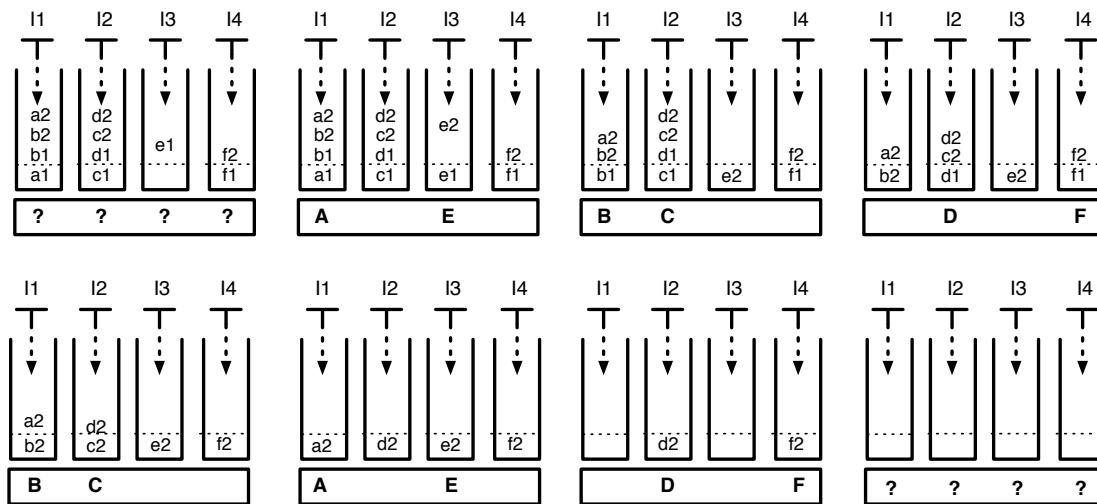 I1 I2 I3 I4
a2 d2
b2 c2
b1 d1 e1 f2
a1 c1 f1
? ? ? ?
I1 I2 I3 I4
a2 d2
b2 c2 e2
b1 d1 f2
a1 c1 e1 f1
A E
I1 I2 I3 I4
d2
a2 c2
b2 d1 f2
b1 c1 e2 f1
B C
I1 I2 I3 I4
d2
a2 c2 f2
b2 d1 e2 f1
D F
I1 I2 I3 I4
a2 d2
b2 c2 e2 f2
B C
I1 I2 I3 I4
a2 d2 e2 f2
A E
I1 I2 I3 I4
d2 f2
D F
I1 I2 I3 I4
? ? ? ?